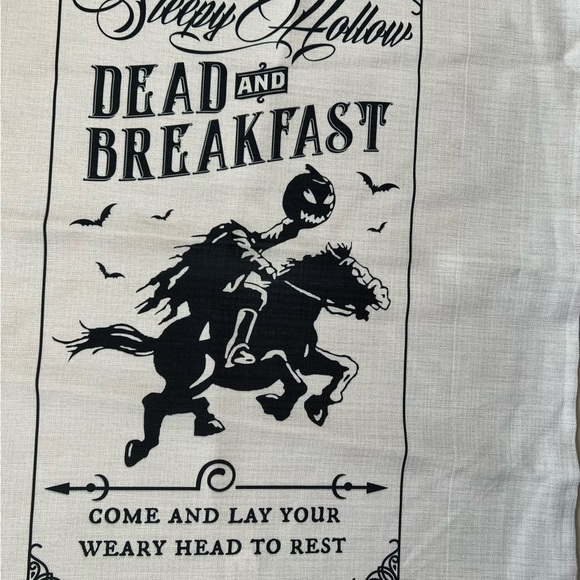 Sleepy Hollow
DEAD AND
BREAKFAST
COME AND LAY YOUR
WEARY HEAD TO REST